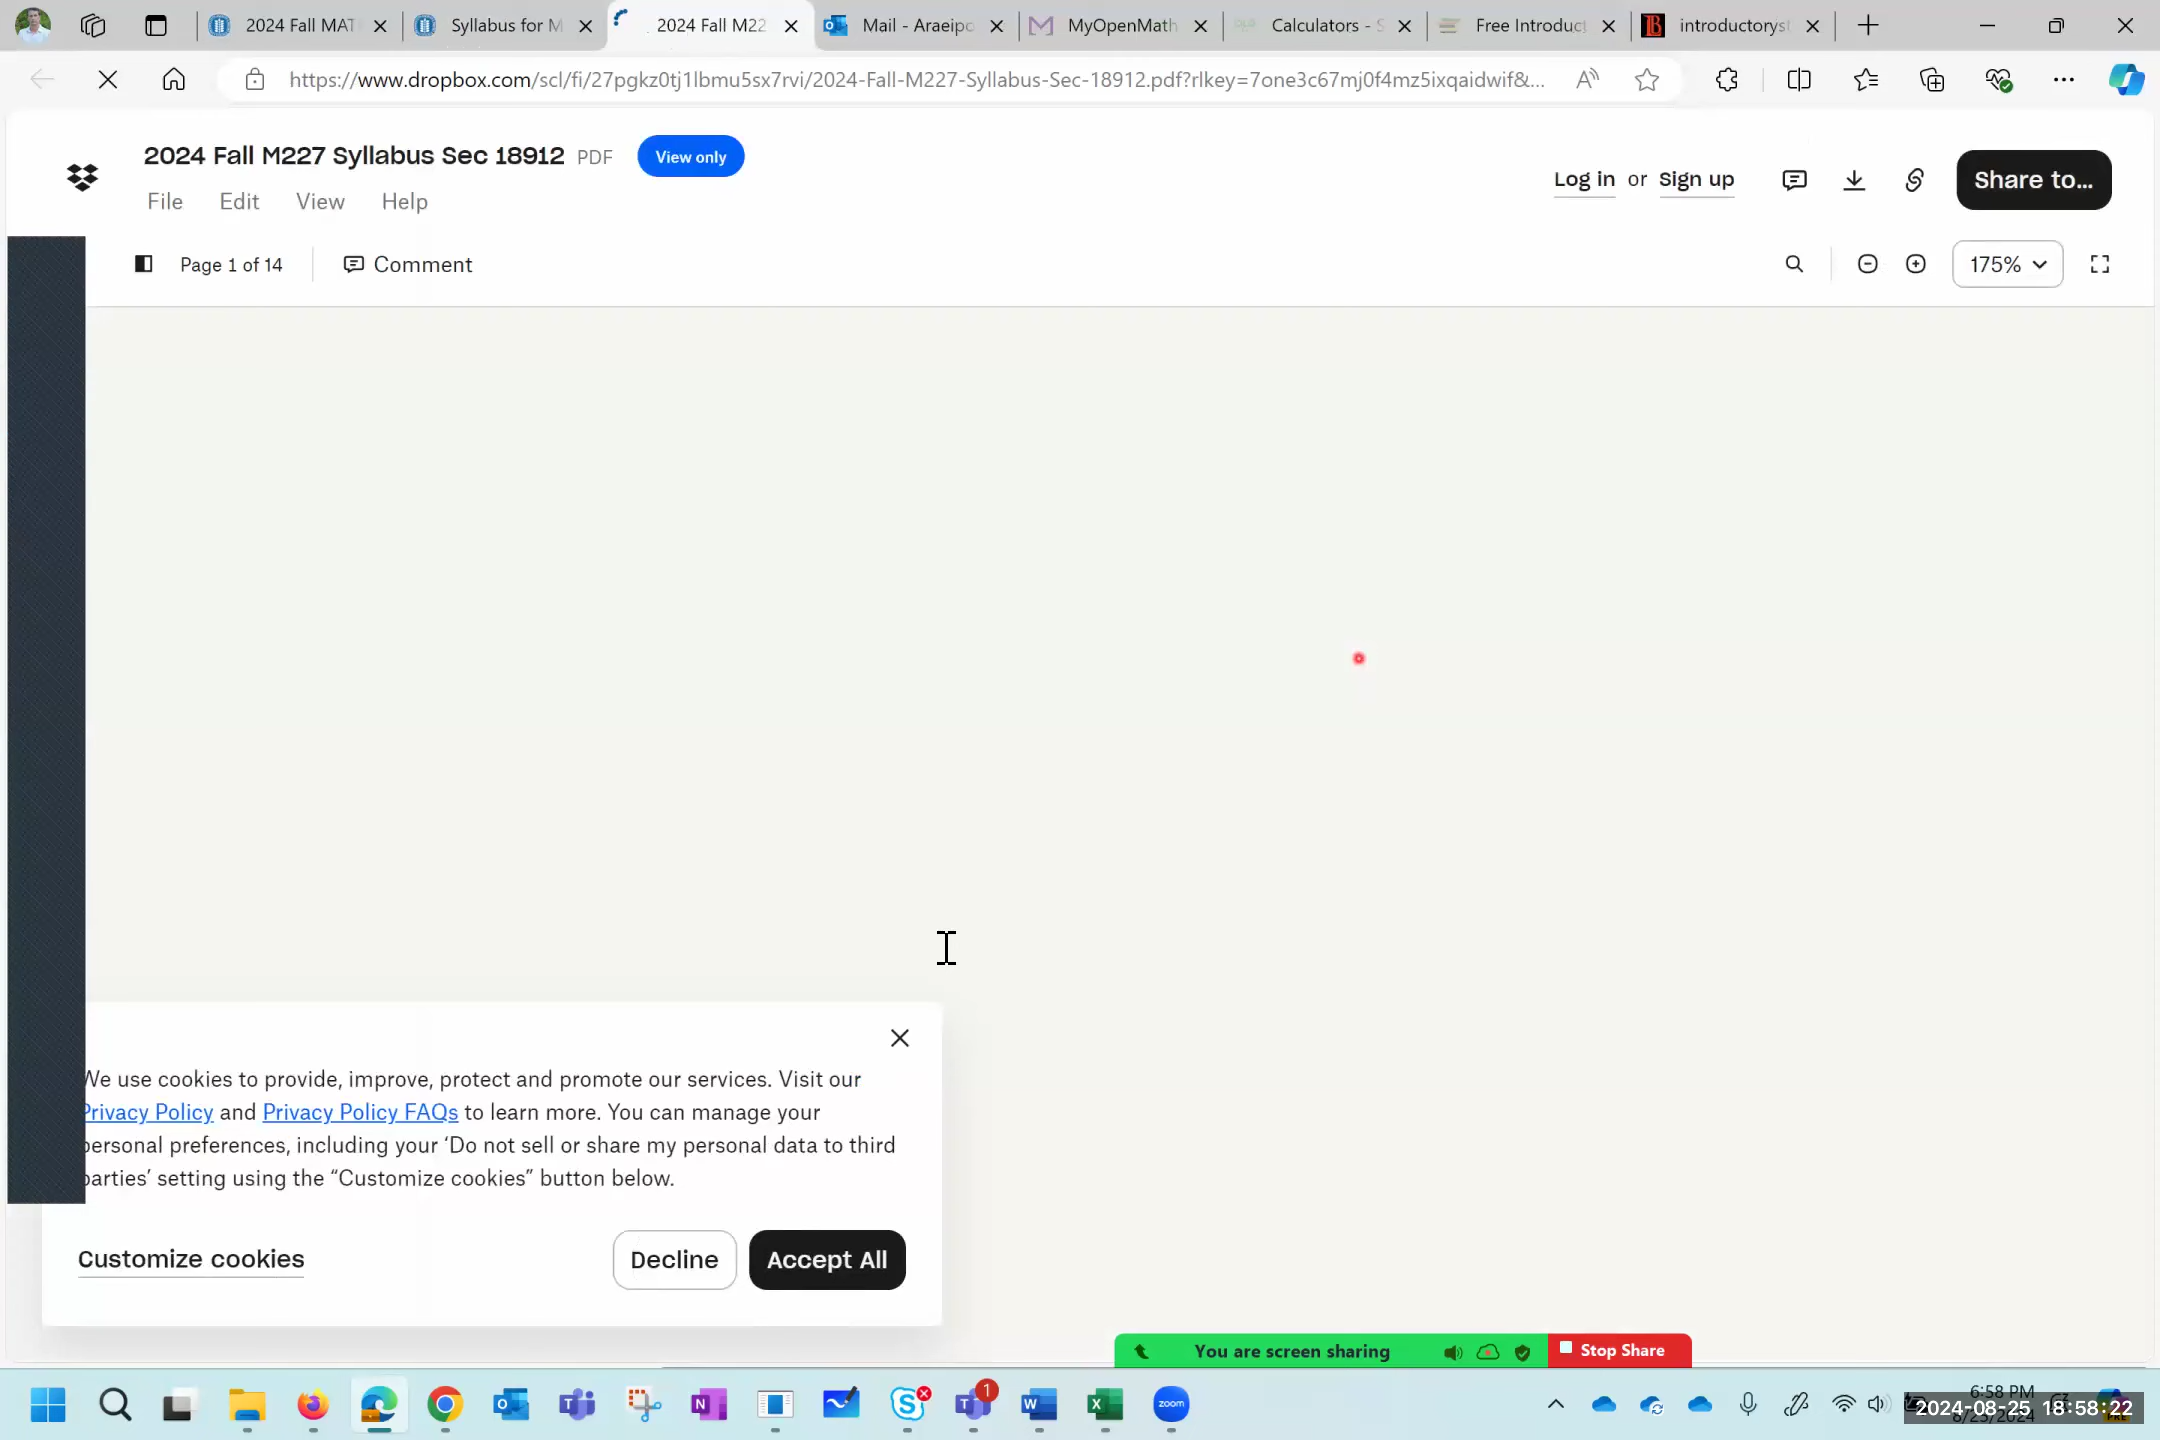 2024 Fall MAT
Syllabus for M
2024 Fall M22
Mail - Araeipo
MyOpenMath
Calculators - S
Free Introduct
introductorys
https://www.dropbox.com/scl/fi/27pgkz0tj1lbmu5sx7rvi/2024-Fall-M227-Syllabus-Sec-18912.pdf?rlkey=7one3c67mj0f4mz5ixqaidwif&...
2024 Fall M227 Syllabus Sec 18912 PDF View only
File Edit View Help
Log in or Sign up
Share to...
Page 1 of 14
Comment
175%
We use cookies to provide, improve, protect and promote our services. Visit our
Privacy Policy and Privacy Policy FAQs to learn more. You can manage your
personal preferences, including your ‘Do not sell or share my personal data to third
parties’ setting using the “Customize cookies” button below.
Customize cookies
Decline
Accept All
You are screen sharing
Stop Share
1
zoom
6:58 PM
2024-08-25 18:58:22